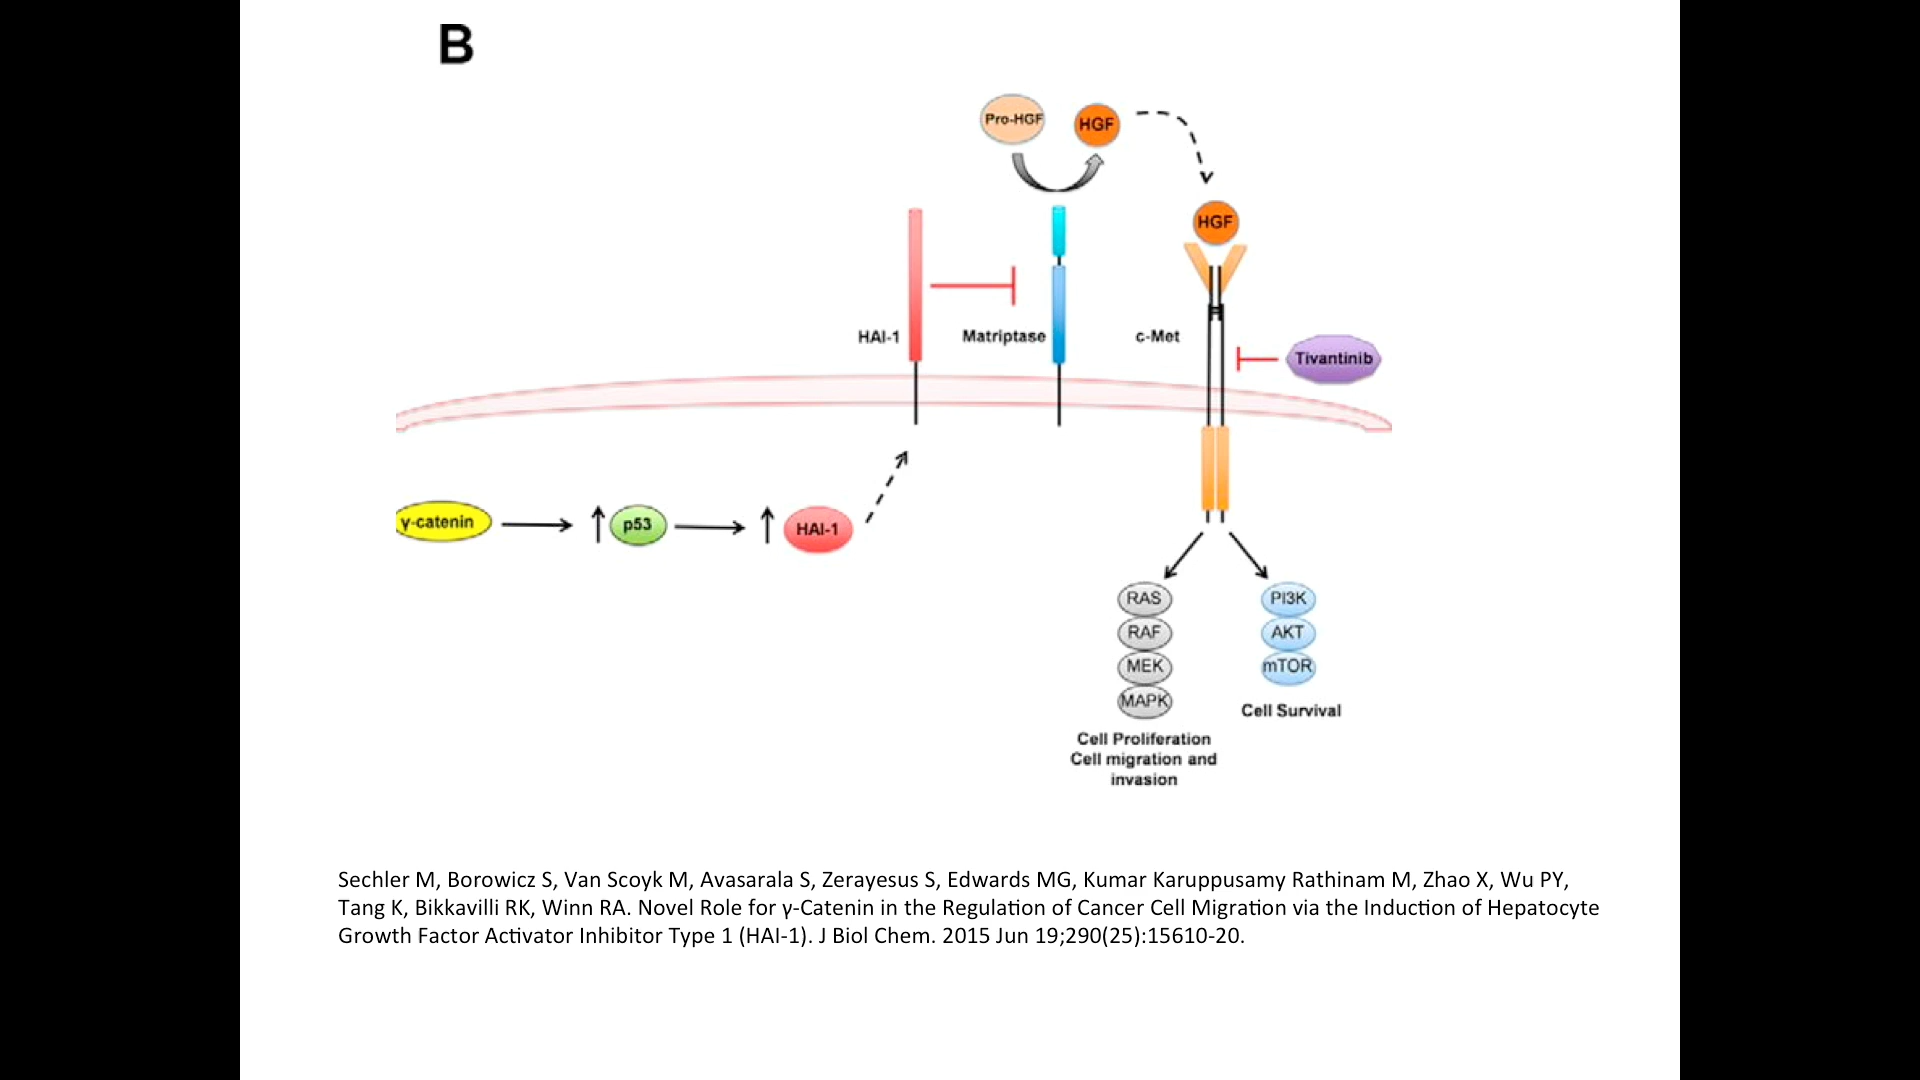 B
Pro-HGF
HGF
HGF
HAI-1
Matriptase
c-Met
Tivantinib
γ-catenin
p53
HAI-1
RAS
RAF
MEK
MAPK
PI3K
AKT
mTOR
Cell Survival
Cell Proliferation
Cell migration and
invasion
Sechler M, Borowicz S, Van Scoyk M, Avasarala S, Zerayesus S, Edwards MG, Kumar Karuppusamy Rathinam M, Zhao X, Wu PY,
Tang K, Bikkavilli RK, Winn RA. Novel Role for γ-Catenin in the Regulation of Cancer Cell Migration via the Induction of Hepatocyte
Growth Factor Activator Inhibitor Type 1 (HAI-1). J Biol Chem. 2015 Jun 19;290(25):15610-20.